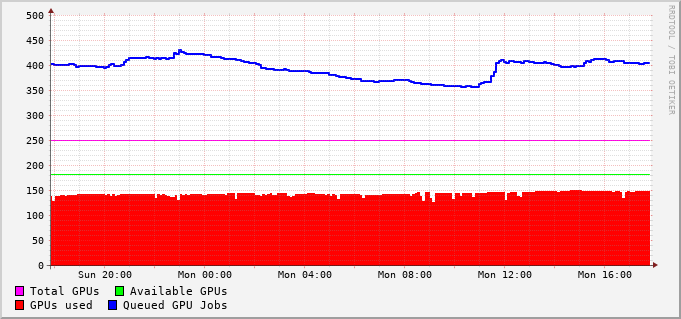 500
450
400
350
300
250
200
150
100
50
0
Sun 20:00 Mon 00:00 Mon 04:00 Mon 08:00 Mon 12:00 Mon 16:00
Total GPUs Available GPUs
GPUs used Queued GPU Jobs
RRDTOOL / TOBI OETIKER